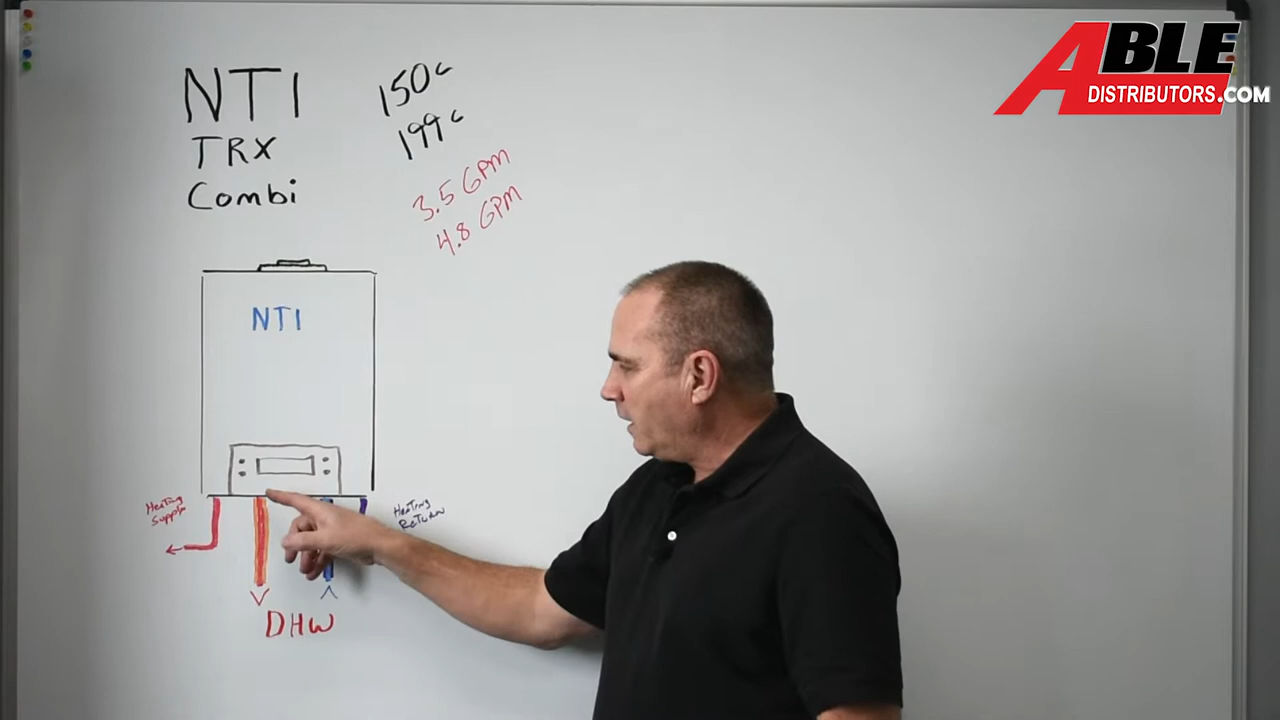 NTI
TRX
Combi
150c
199c
3.5 GPM
4.8 GPM
ABLE
DISTRIBUTORS.COM
NTI
Heating
Supply
Heating
Return
DHW